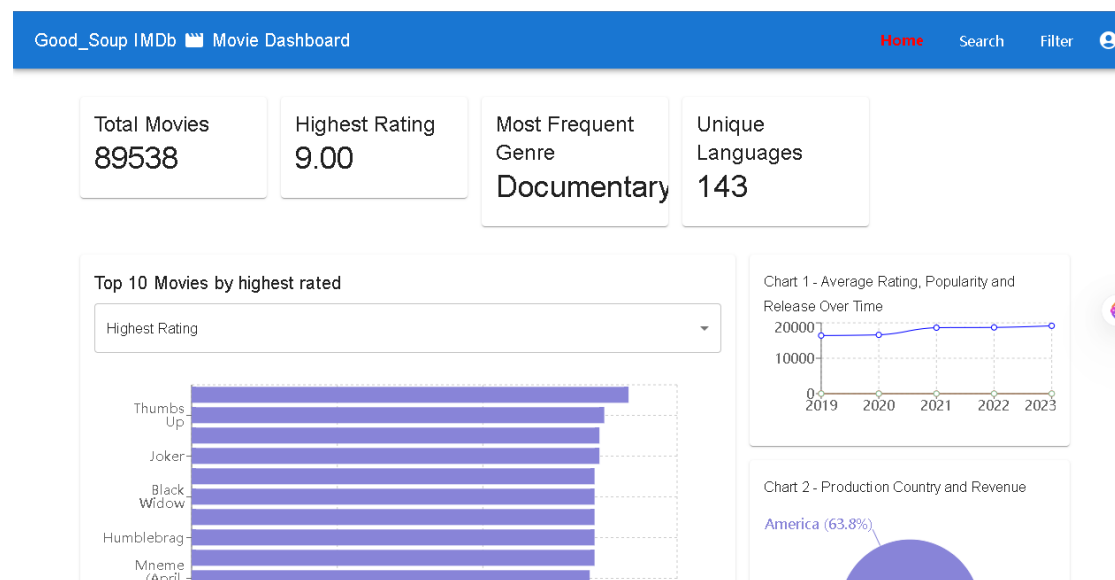 Good_Soup IMDb Movie Dashboard
Home Search Filter
Total Movies
89538
Highest Rating
9.00
Most Frequent
Genre
Documentary
Unique
Languages
143
Top 10 Movies by highest rated
Highest Rating
Thumbs
Up
Joker
Black
Widow
Humblebrag
Mneme
(April
Chart 1 - Average Rating, Popularity and
Release Over Time
20000
10000
0
2019 2020 2021 2022 2023
Chart 2 - Production Country and Revenue
America (63.8%)